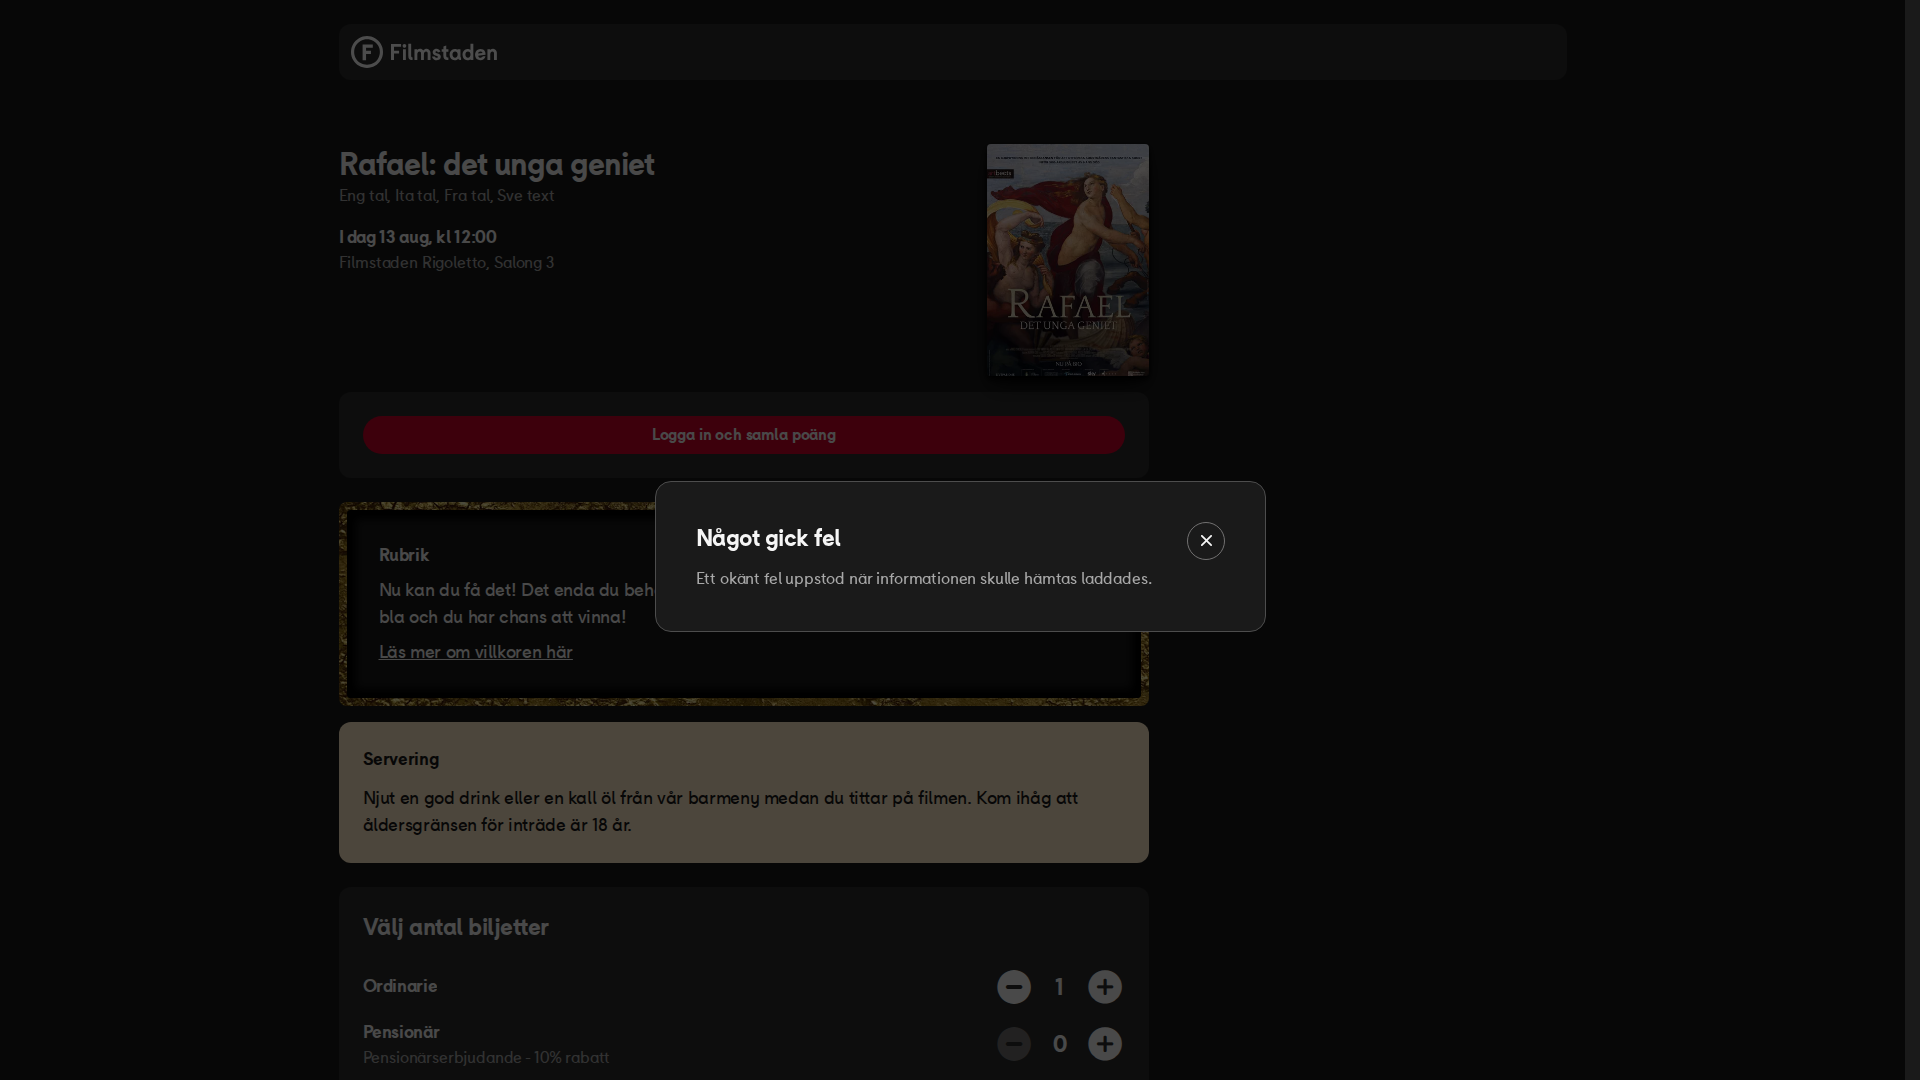 Filmstaden
Rafael: det unga geniet
Eng tal, Ita tal, Fra tal, Sve text
I dag 13 aug, kl 12:00
Filmstaden Rigoletto, Salong 3
RAFAEL
DET UNGA GENIET
Logga in och samla poäng
Något gick fel
Ett okänt fel uppstod när informationen skulle hämtas laddades.
Rubrik
Nu kan du få det! Det enda du
bla och du har chans att vinna!
Läs mer om villkoren här
Servering
Njut en god drink eller en kall öl från vår barmeny medan du tittar på filmen. Kom ihåg att
åldersgränsen för inträde är 18 år.
Välj antal biljetter
Ordinarie
1
Pensionär
Pensionärserbjudande - 10% rabatt
0